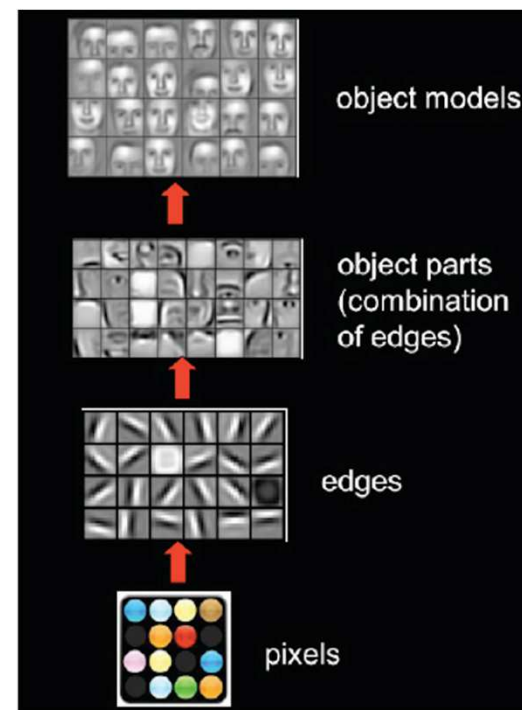 object models
object parts
(combination
of edges)
edges
pixels